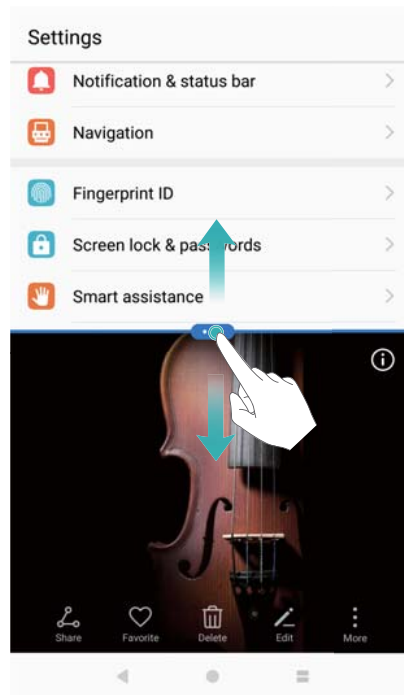 Settings
Notification & status bar
Navigation
Fingerprint ID
Screen lock & passwords
Smart assistance
Share Favorite Delete Edit More